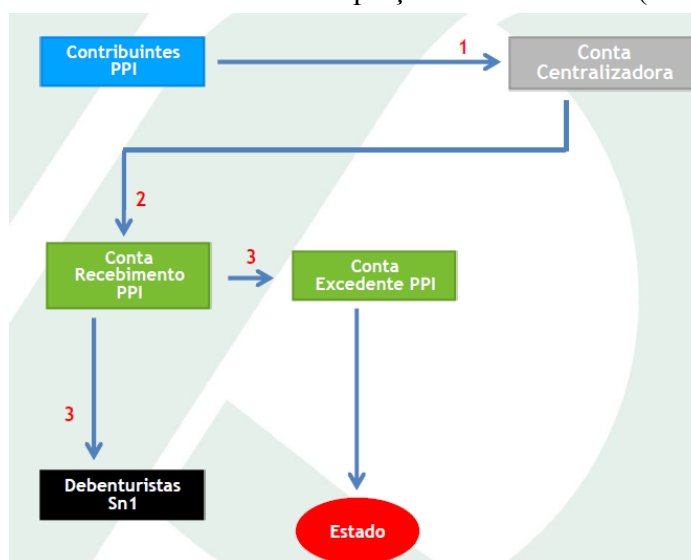 Contribuintes
PPI
1
Conta
Centralizadora
2
Conta
Recebimento
PPI
3
Conta
Excedente PPI
3
Debenturistas
Sn1
Estado